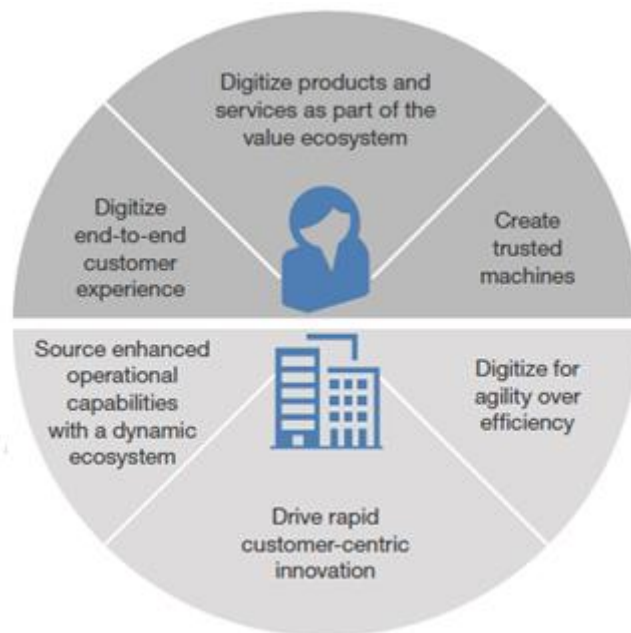 Digitize products and
services as part of the
value ecosystem
Digitize
end-to-end
customer
experience
Create
trusted
machines
Source enhanced
operational
capabilities
with a dynamic
ecosystem
Digitize for
agility over
efficiency
Drive rapid
customer-centric
innovation